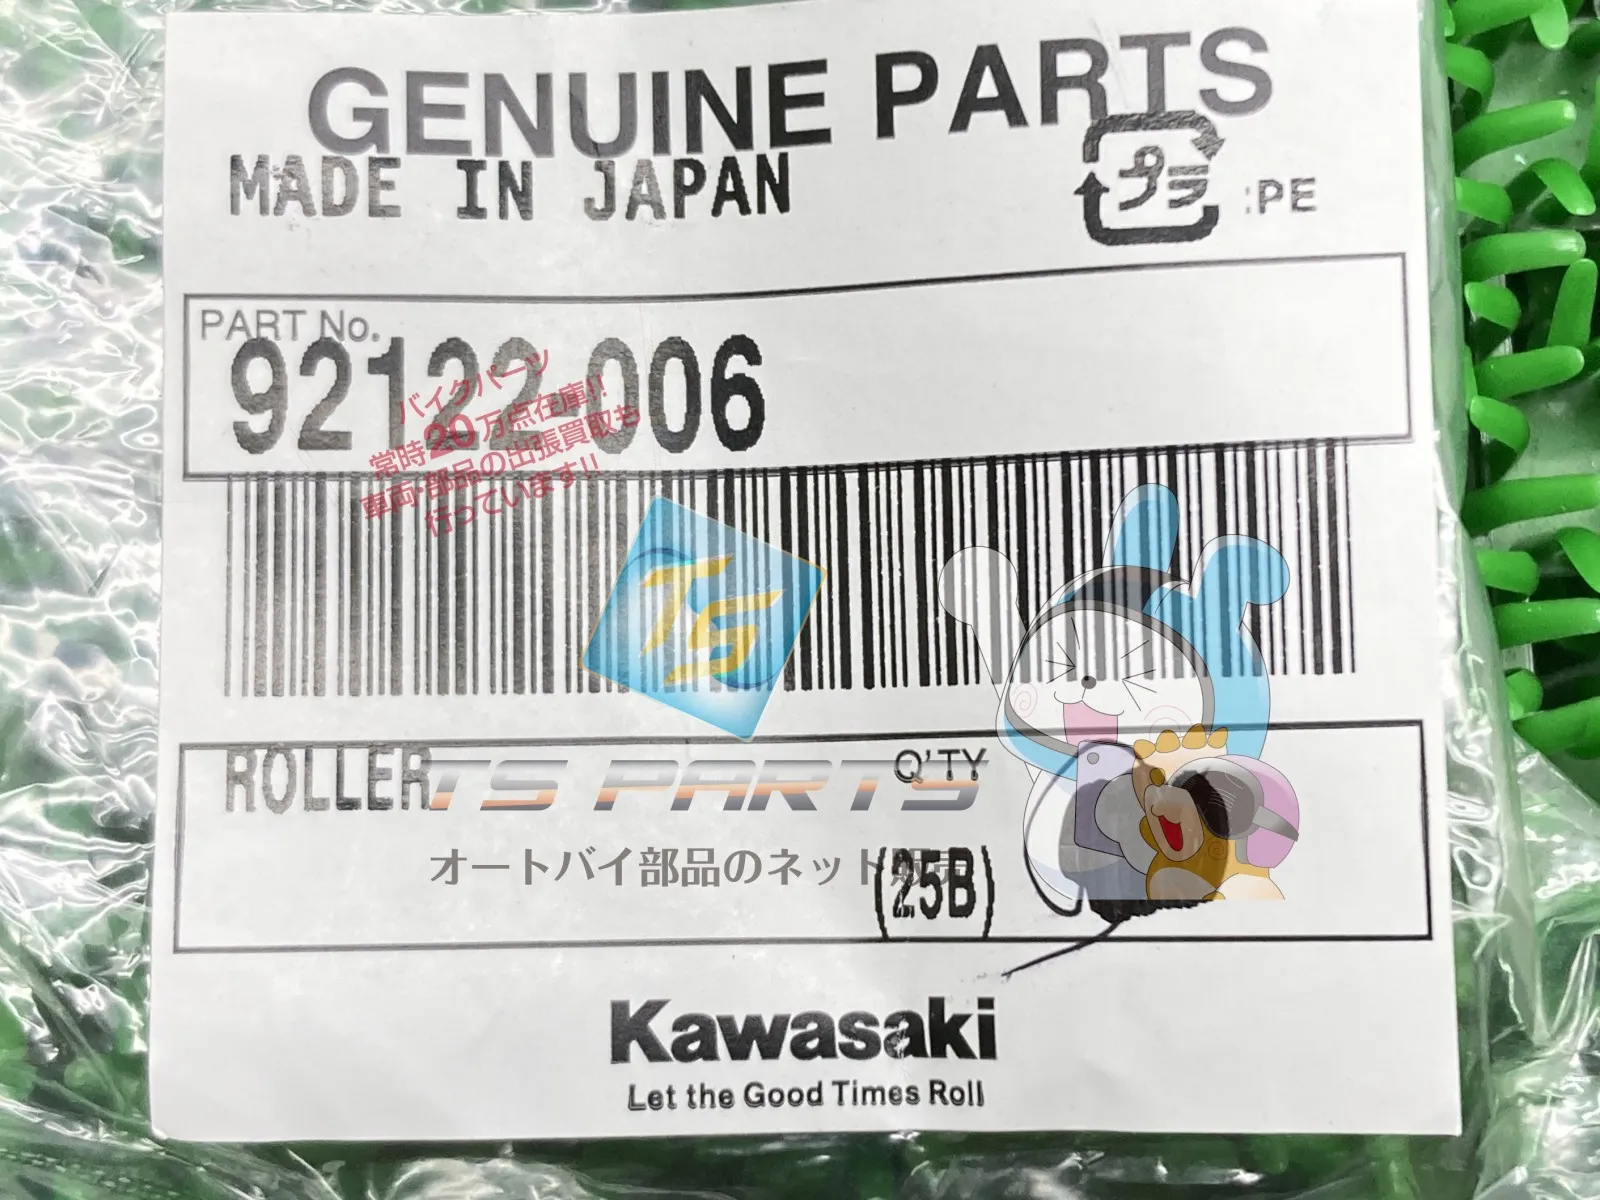 GENUINE PARTS
MADE IN JAPAN
プラ :PE
PART No.
92122-006
バイクパーツ
常時20万点在庫!!
車両・部品の出張買取も
行っています!!
TS
ROLLER
Q'TY
TS PARTS
オートバイ部品のネット販売
(25B)
Kawasaki
Let the Good Times Roll